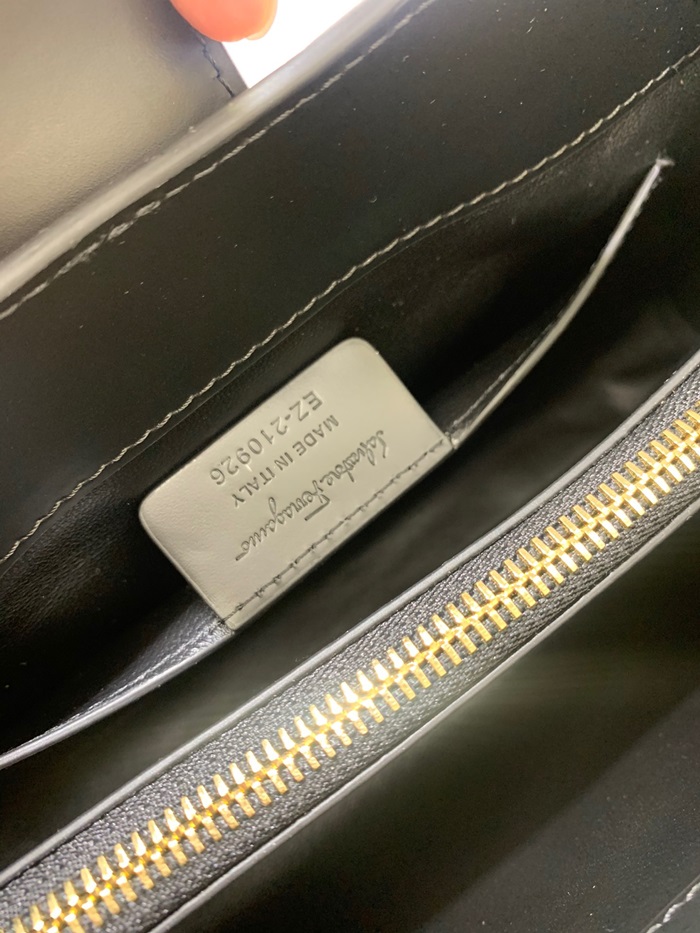 Salvatore Ferragamo
MADE IN ITALY
EZ-210926